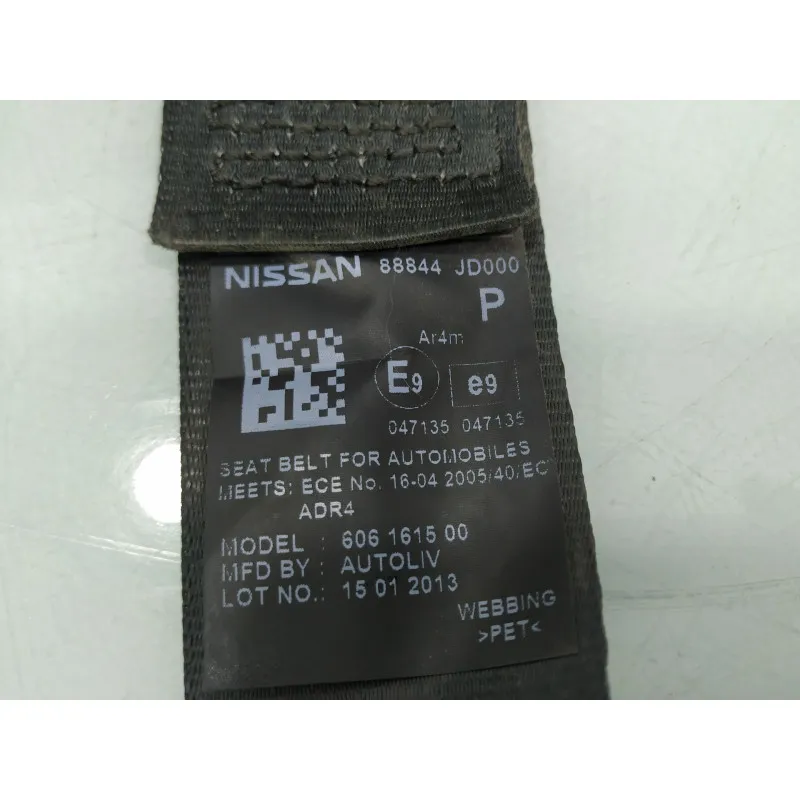 NISSAN 88844 JD000
P
Ar4m
E9 e9
047135 047135
SEAT BELT FOR AUTOMOBILES
MEETS: ECE No. 16-04 2005/40/EC
ADR4
MODEL : 606 1615 00
MFD BY : AUTOLIV
LOT NO.: 15 01 2013
WEBBING
>PET<